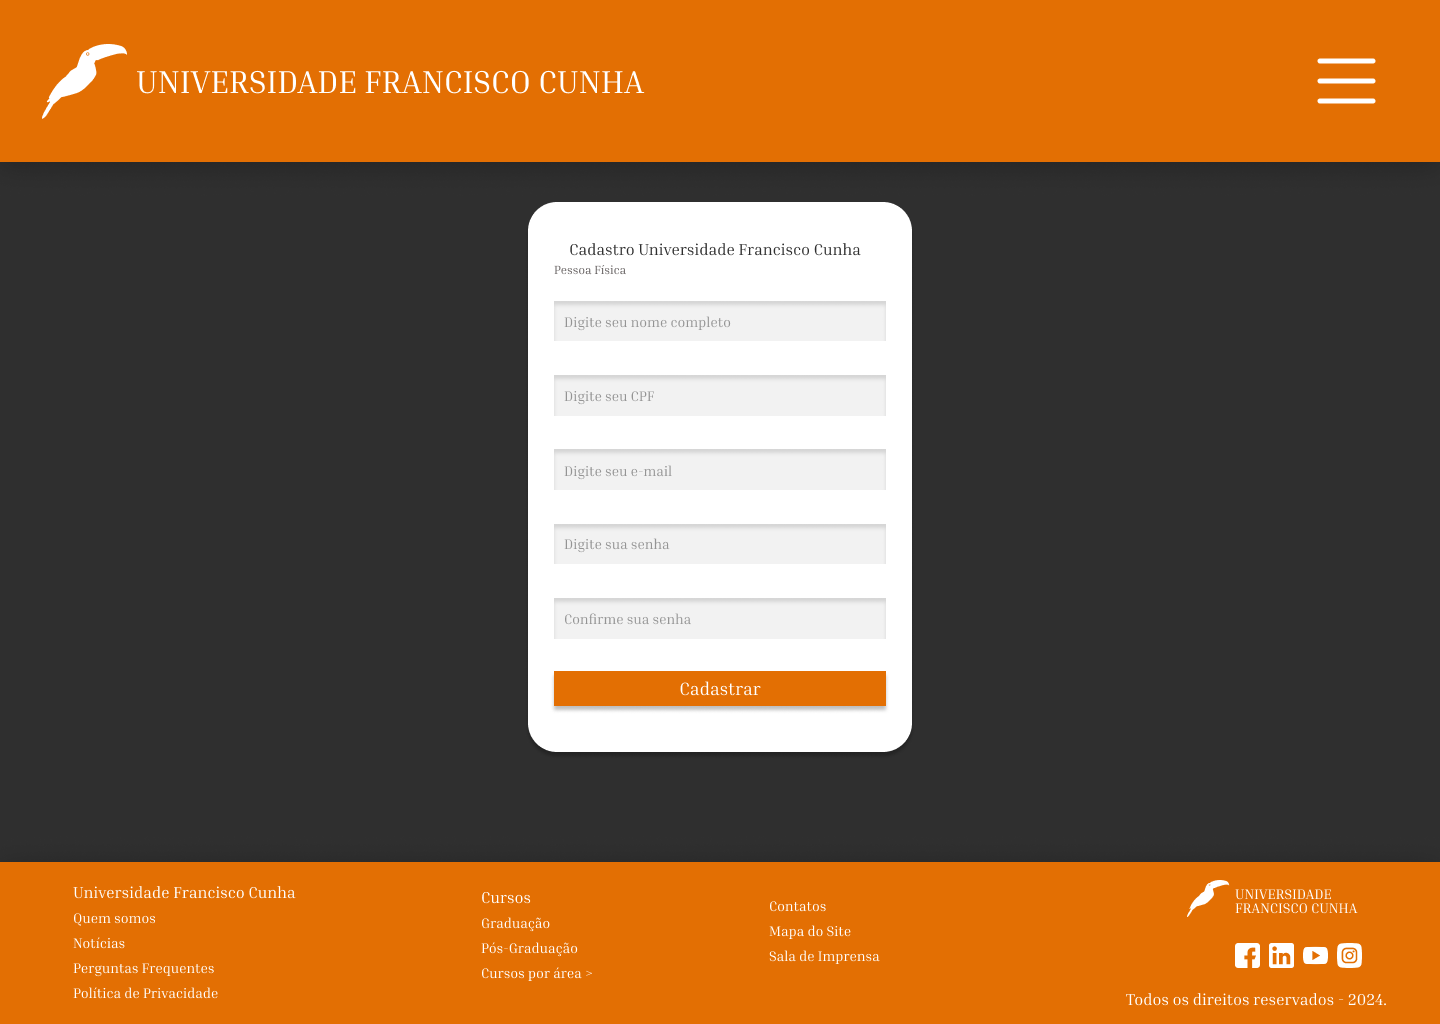 UNIVERSIDADE FRANCISCO CUNHA
Cadastro Universidade Francisco Cunha
Pessoa Física
Digite seu nome completo
Digite seu CPF
Digite seu e-mail
Digite sua senha
Confirme sua senha
Cadastrar
Universidade Francisco Cunha
Quem somos
Notícias
Perguntas Frequentes
Política de Privacidade
Cursos
Graduação
Pós-Graduação
Cursos por área >
Contatos
Mapa do Site
Sala de Imprensa
UNIVERSIDADE
FRANCISCO CUNHA
Todos os direitos reservados - 2024.